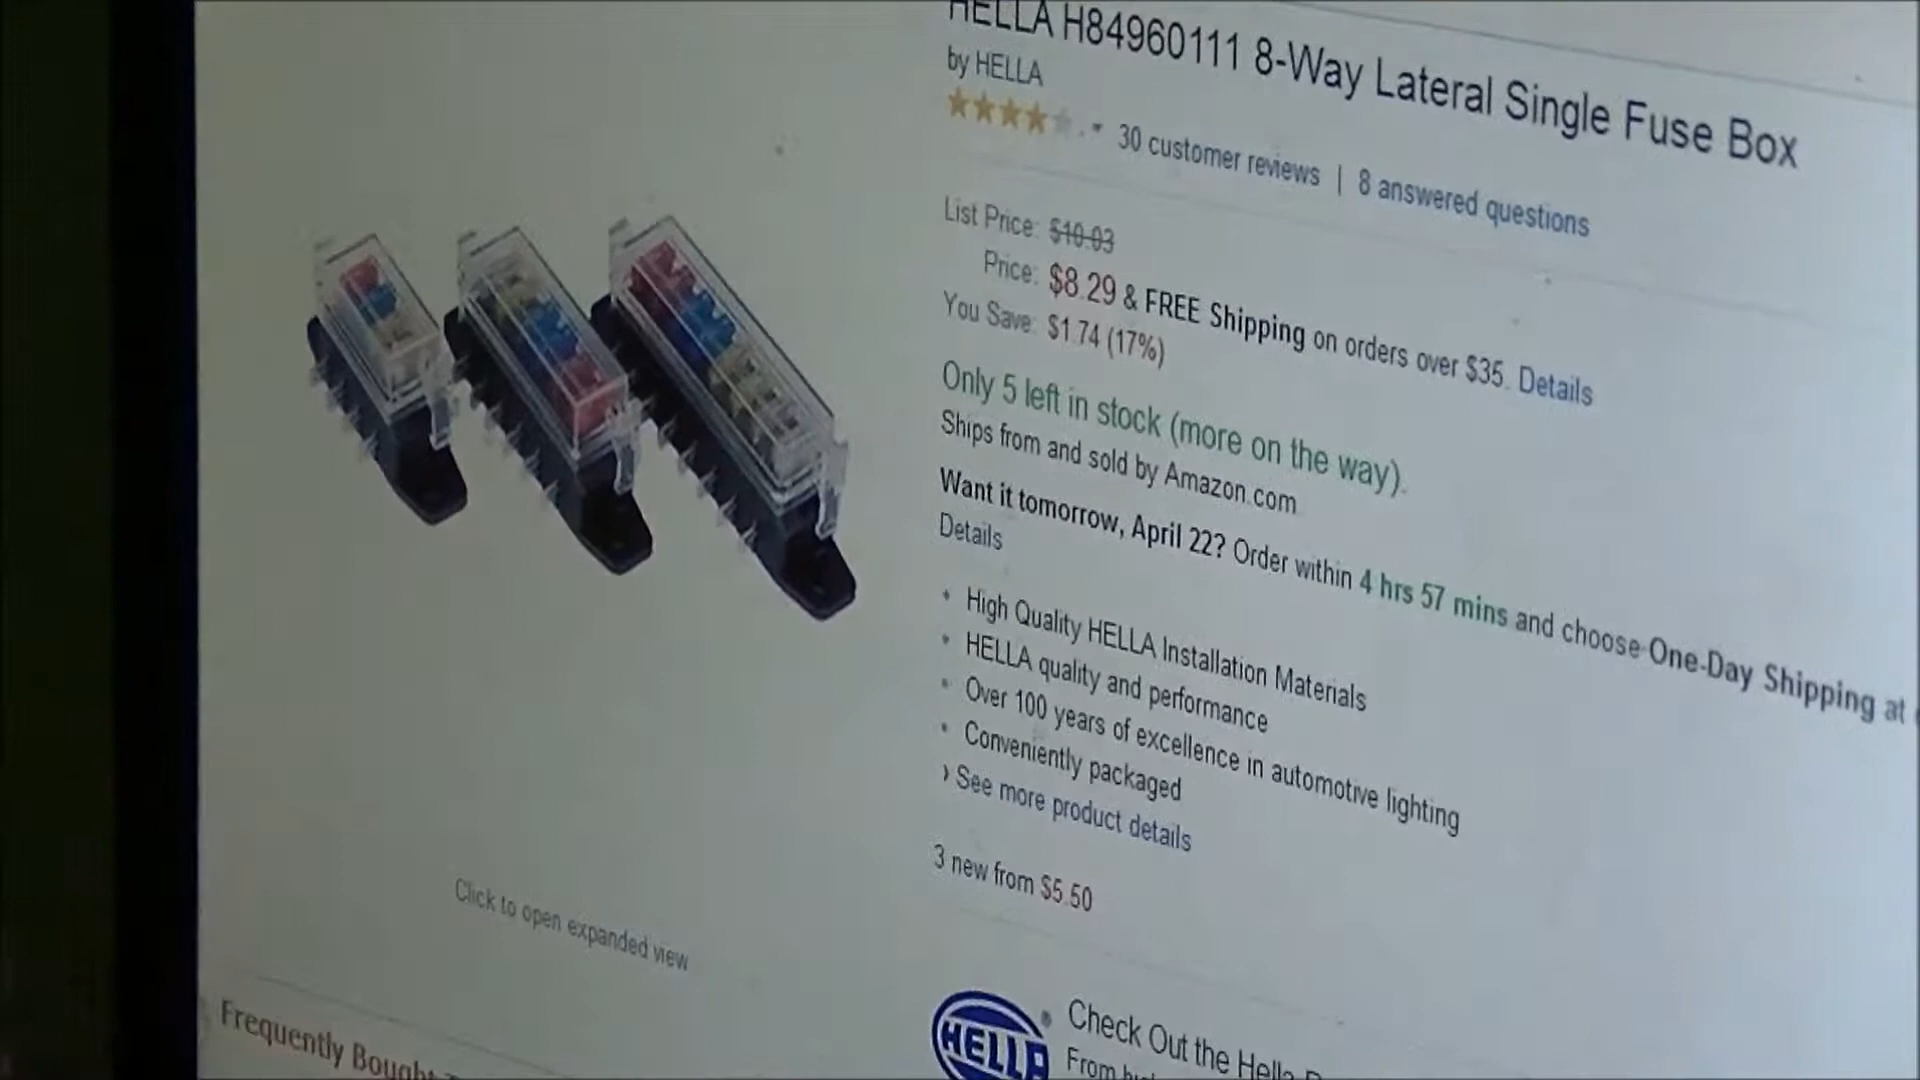 HELLA H84960111 8-Way Lateral Single Fuse Box
by HELLA
30 customer reviews | 8 answered questions
List Price: $10.03
Price: $8.29 & FREE Shipping on orders over $35. Details
You Save: $1.74 (17%)
Only 5 left in stock (more on the way).
Ships from and sold by Amazon.com
Want it tomorrow, April 22? Order within 4 hrs 57 mins and choose One-Day Shipping at
Details
• High Quality HELLA Installation Materials
• HELLA quality and performance
• Over 100 years of excellence in automotive lighting
• Conveniently packaged
› See more product details
3 new from $5.50
Click to open expanded view
Frequently Bought
HELLA
® Check Out the Hella
From